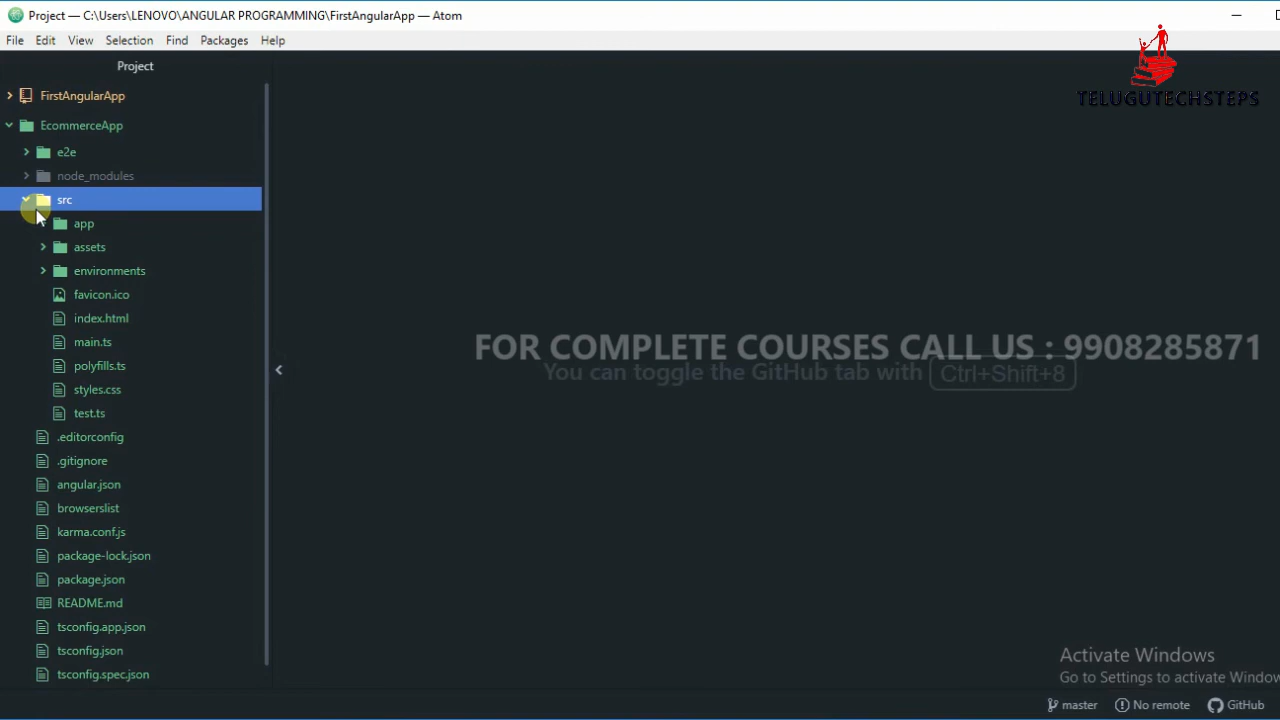 Project — C:\Users\LENOVO\ANGULAR PROGRAMMING\FirstAngularApp — Atom
File Edit View Selection Find Packages Help
Project
TELUGUTECHSTEPS
FirstAngularApp
EcommerceApp
e2e
node_modules
src
app
assets
environments
favicon.ico
index.html
main.ts
polyfills.ts
styles.css
test.ts
.editorconfig
.gitignore
angular.json
browserslist
karma.conf.js
package-lock.json
package.json
README.md
tsconfig.app.json
tsconfig.json
tsconfig.spec.json
FOR COMPLETE COURSES CALL US : 9908285871
You can toggle the GitHub tab with Ctrl+Shift+8
Activate Windows
Go to Settings to activate Window
master No remote GitHub